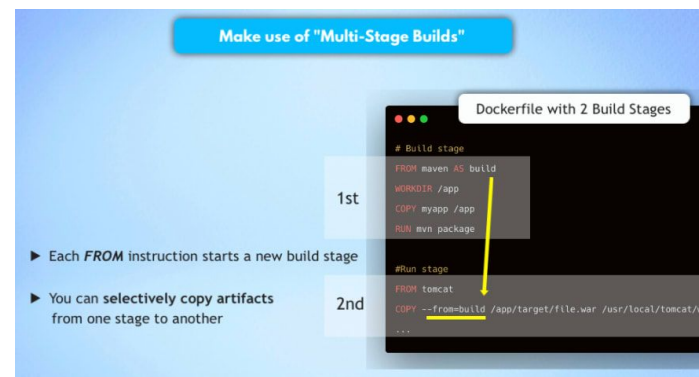 Make use of "Multi-Stage Builds"
Dockerfile with 2 Build Stages
# Build stage
FROM maven AS build
WORKDIR /app
COPY myapp /app
RUN mvn package
1st
#Run stage
FROM tomcat
COPY --from=build /app/target/file.war /usr/local/tomcat/
...
2nd
▶ Each FROM instruction starts a new build stage
▶ You can selectively copy artifacts
from one stage to another